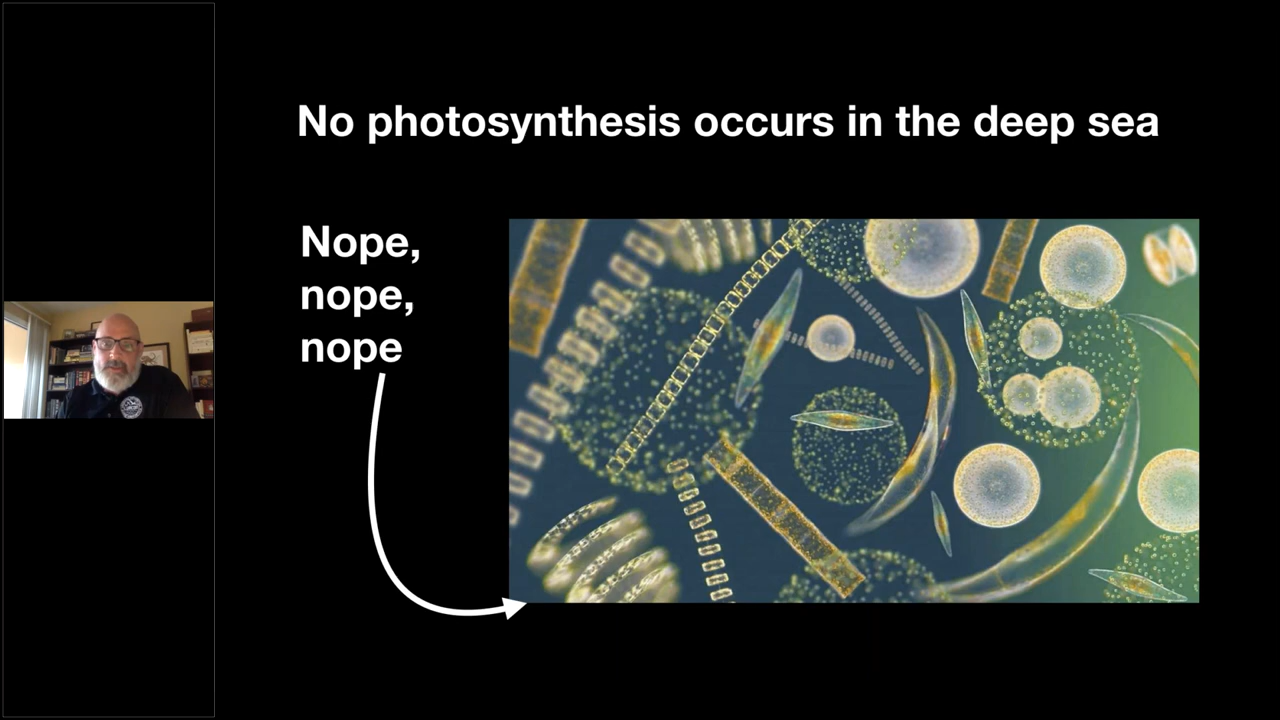 No photosynthesis occurs in the deep sea
Nope,
nope,
nope